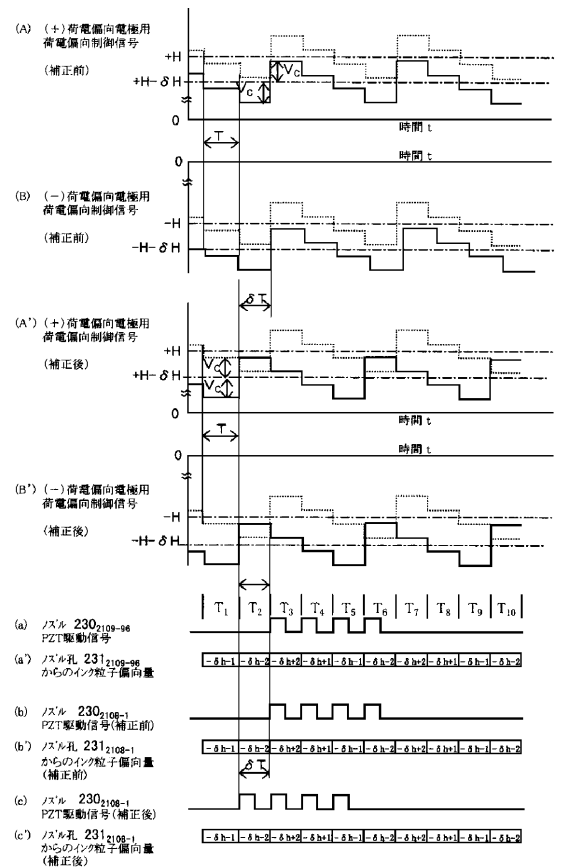 (A) (+)荷電偏向電極用
荷電偏向制御信号
(補正前)
+H
+H-δH
Vc
Vc
0
時間 t
T
0
時間 t
(B) (-)荷電偏向電極用
荷電偏向制御信号
(補正前)
-H
-H-δH
δT
(A') (+)荷電偏向電極用
荷電偏向制御信号
(補正後)
+H
+H-δH
Vc
Vc
0
時間 t
T
0
時間 t
(B') (-)荷電偏向電極用
荷電偏向制御信号
(補正後)
-H
-H-δH
T1 T2 T3 T4 T5 T6 T7 T8 T9 T10
(a) ノズル 230 2109-96
PZT駆動信号
(a') ノズル孔 231 2109-96
からのインク粒子偏向量
-δh-1 -δh-2 -δh+2 -δh+1 -δh-1 -δh-2 -δh+2 -δh+1 -δh-1 -δh-2
(b) ノズル 230 2108-1
PZT駆動信号(補正前)
(b') ノズル孔 231 2108-1
からのインク粒子偏向量
(補正前)
-δh-1 -δh-2 -δh+2 -δh+1 -δh-1 -δh-2 -δh+2 -δh+1 -δh-1 -δh-2
δT
(c) ノズル 230 2108-1
PZT駆動信号(補正後)
(c') ノズル孔 231 2108-1
からのインク粒子偏向量
(補正後)
-δh-1 -δh-2 -δh+2 -δh+1 -δh-1 -δh-2 -δh+2 -δh+1 -δh-1 -δh-2